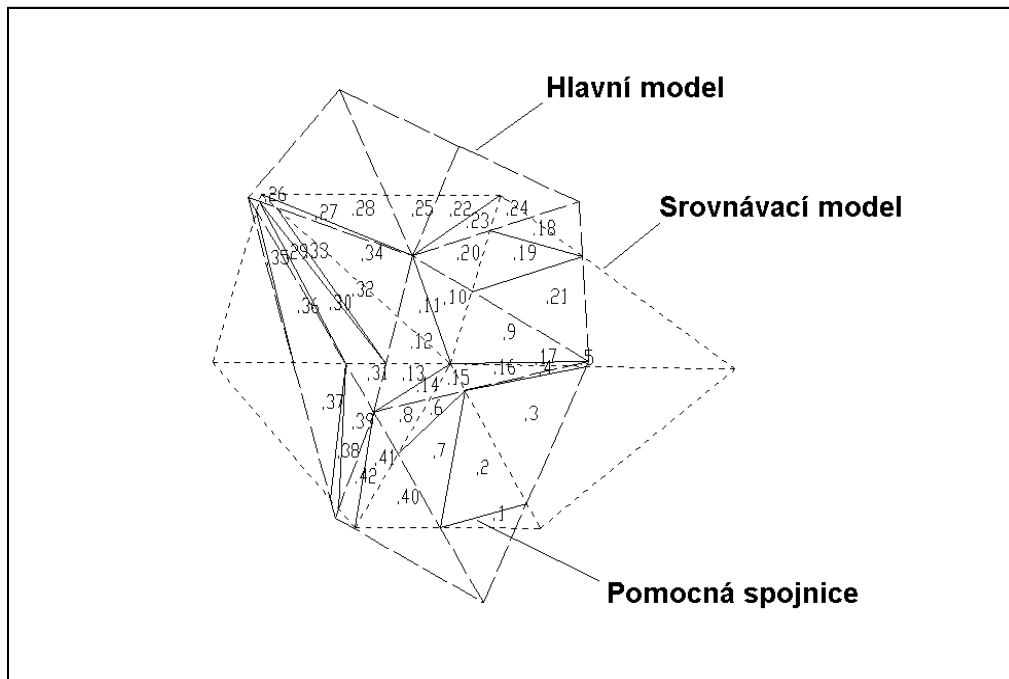 Hlavní model
.26
.27 .28 .25 .22 .23 .24
.18
Srovnávací model
.35 .29 .33 .34 .20 .19
.36 .30 .32 .11 .10 .21
.12 .9
.31 .13 .14 .15 .16 .17 .4 .5
.37 .39 .8 .6 .3
.38 .42 .41 .7 .2
.40 .1
Pomocná spojnice